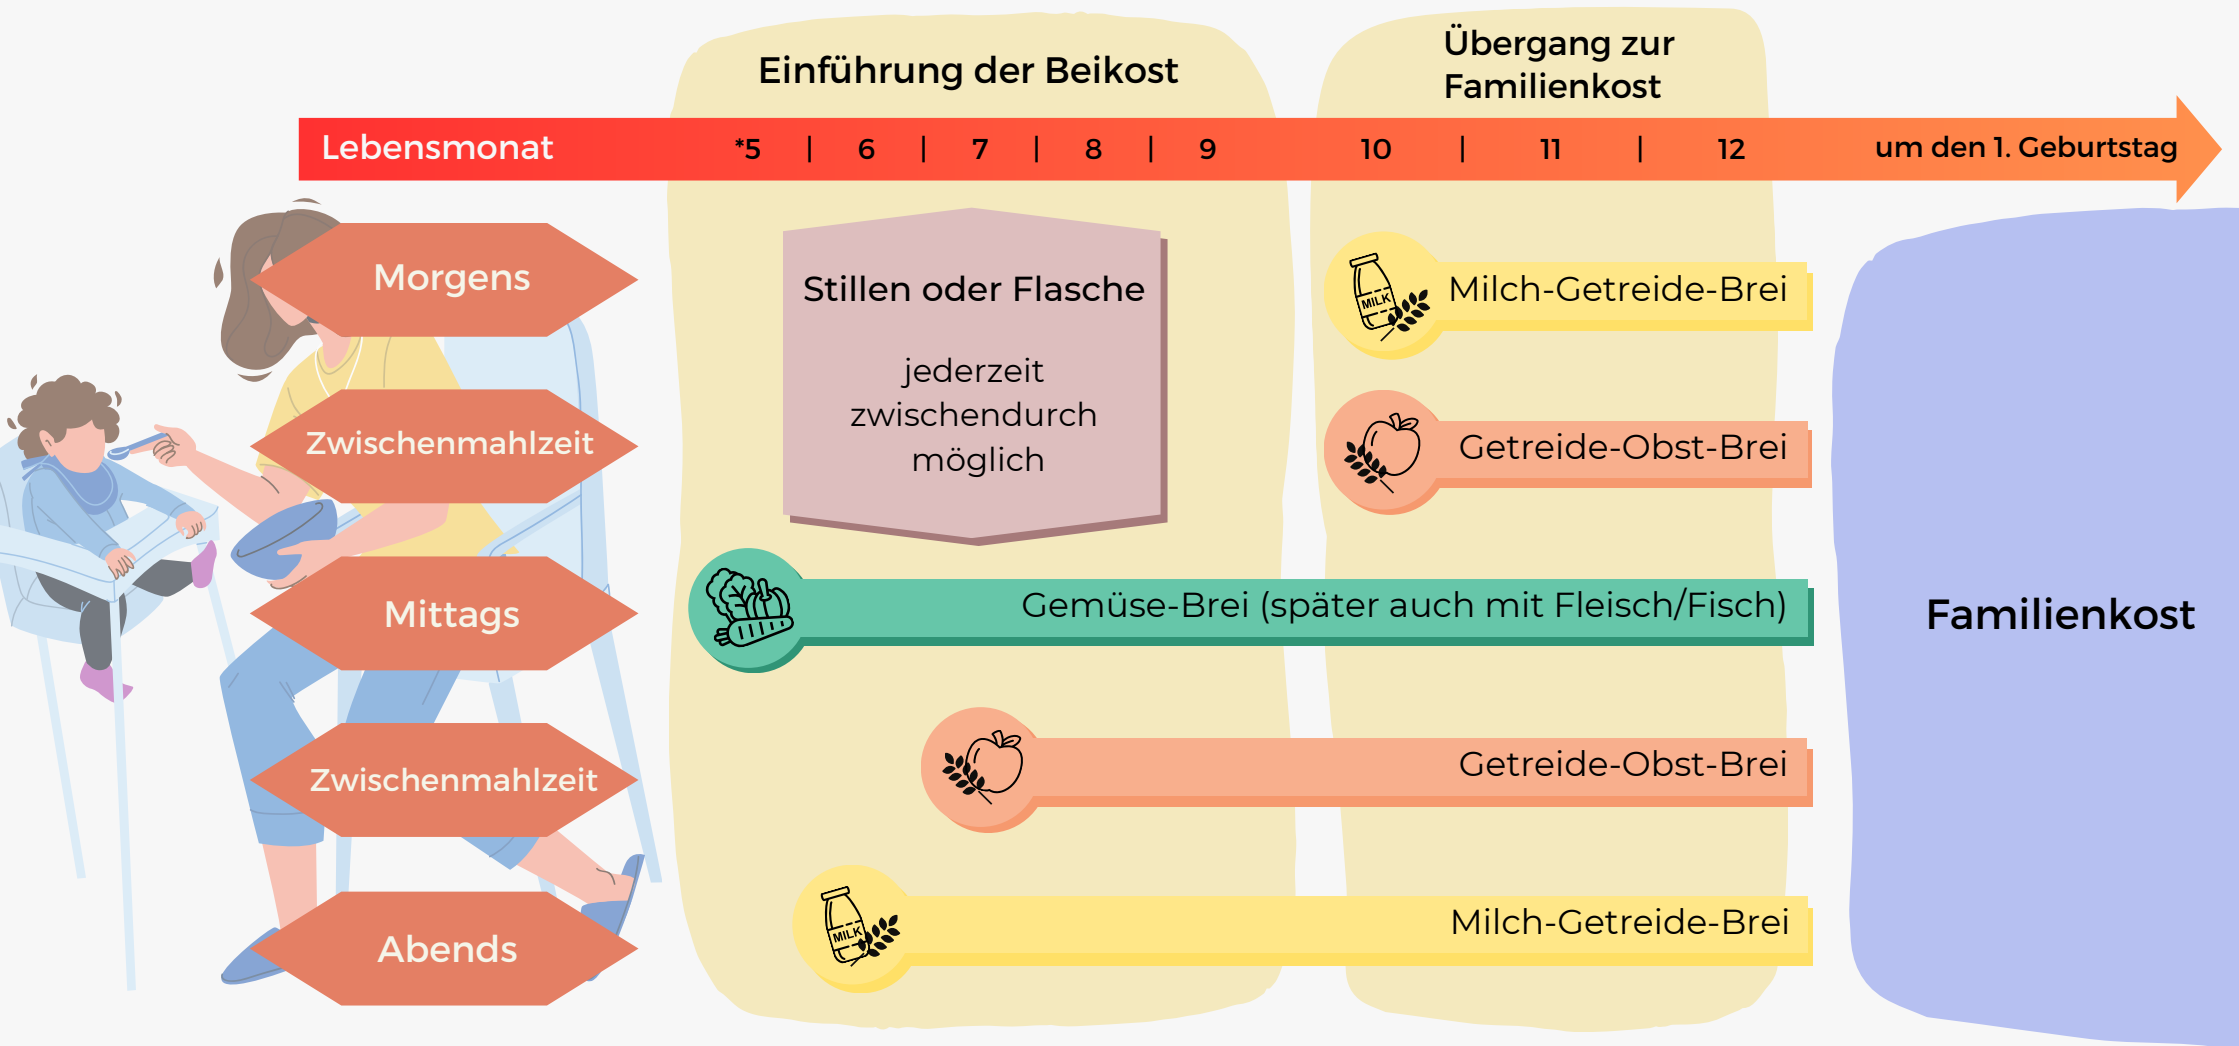 Einführung der Beikost
Übergang zur
Familienkost
Lebensmonat *5 | 6 | 7 | 8 | 9 10 | 11 | 12 um den 1. Geburtstag
Morgens
Stillen oder Flasche
jederzeit
zwischendurch
möglich
MILK
Milch-Getreide-Brei
Zwischenmahlzeit
Getreide-Obst-Brei
Mittags
Gemüse-Brei (später auch mit Fleisch/Fisch)
Familienkost
Zwischenmahlzeit
Getreide-Obst-Brei
Abends
MILK
Milch-Getreide-Brei